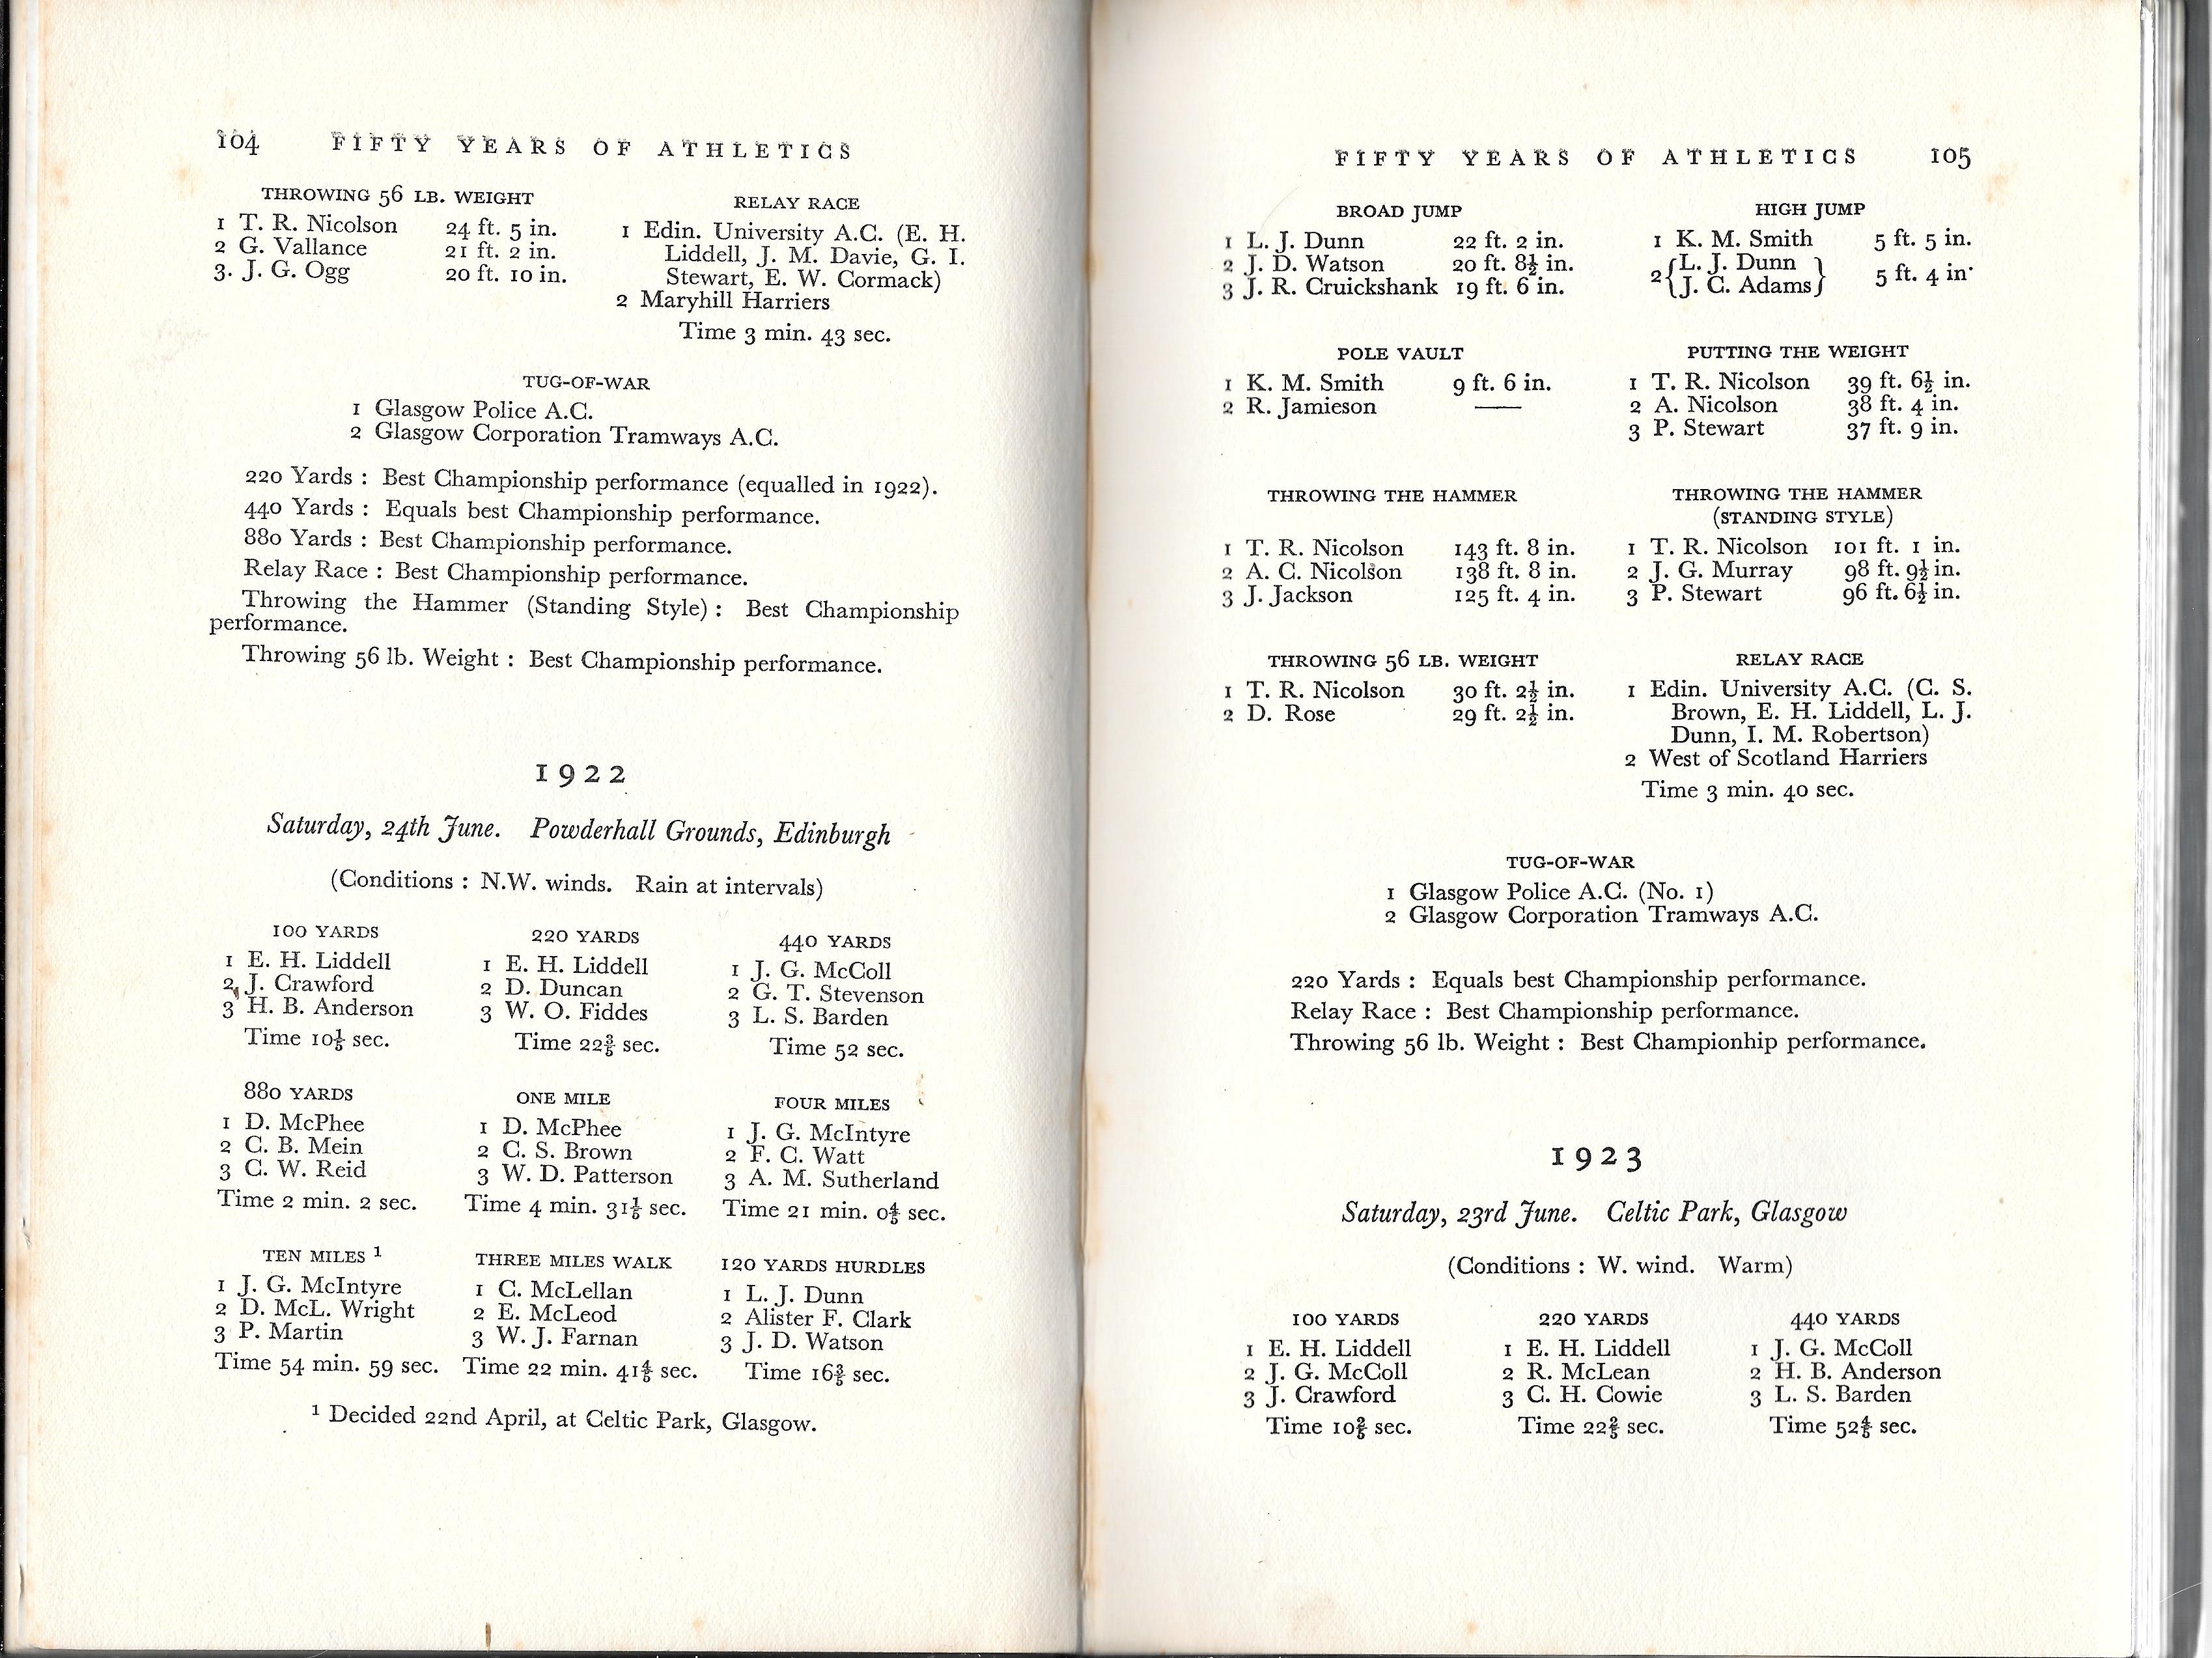 104 FIFTY YEARS OF ATHLETICS
THROWING 56 LB. WEIGHT
1 T. R. Nicolson 24 ft. 5 in.
2 G. Vallance 21 ft. 2 in.
3. J. G. Ogg 20 ft. 10 in.
RELAY RACE
1 Edin. University A.C. (E. H.
Liddell, J. M. Davie, G. I.
Stewart, E. W. Cormack)
2 Maryhill Harriers
Time 3 min. 43 sec.
TUG-OF-WAR
1 Glasgow Police A.C.
2 Glasgow Corporation Tramways A.C.
220 Yards : Best Championship performance (equalled in 1922).
440 Yards : Equals best Championship performance.
880 Yards : Best Championship performance.
Relay Race : Best Championship performance.
Throwing the Hammer (Standing Style) : Best Championship
performance.
Throwing 56 lb. Weight : Best Championship performance.
1922
Saturday, 24th June. Powderhall Grounds, Edinburgh
(Conditions : N.W. winds. Rain at intervals)
100 YARDS
1 E. H. Liddell
2 J. Crawford
3 H. B. Anderson
Time 10⅕ sec.
220 YARDS
1 E. H. Liddell
2 D. Duncan
3 W. O. Fiddes
Time 22⅗ sec.
440 YARDS
1 J. G. McColl
2 G. T. Stevenson
3 L. S. Barden
Time 52 sec.
880 YARDS
1 D. McPhee
2 C. B. Mein
3 C. W. Reid
Time 2 min. 2 sec.
ONE MILE
1 D. McPhee
2 C. S. Brown
3 W. D. Patterson
Time 4 min. 31⅕ sec.
FOUR MILES
1 J. G. McIntyre
2 F. C. Watt
3 A. M. Sutherland
Time 21 min. 0⅘ sec.
TEN MILES ¹
1 J. G. McIntyre
2 D. McL. Wright
3 P. Martin
Time 54 min. 59 sec.
THREE MILES WALK
1 C. McLellan
2 E. McLeod
3 W. J. Farnan
Time 22 min. 41⅘ sec.
120 YARDS HURDLES
1 L. J. Dunn
2 Alister F. Clark
3 J. D. Watson
Time 16⅗ sec.
¹ Decided 22nd April, at Celtic Park, Glasgow.
FIFTY YEARS OF ATHLETICS 105
BROAD JUMP
1 L. J. Dunn 22 ft. 2 in.
2 J. D. Watson 20 ft. 8½ in.
3 J. R. Cruickshank 19 ft. 6 in.
HIGH JUMP
1 K. M. Smith 5 ft. 5 in.
2 {L. J. Dunn
J. C. Adams} 5 ft. 4 in.
POLE VAULT
1 K. M. Smith 9 ft. 6 in.
2 R. Jamieson —
PUTTING THE WEIGHT
1 T. R. Nicolson 39 ft. 6½ in.
2 A. Nicolson 38 ft. 4 in.
3 P. Stewart 37 ft. 9 in.
THROWING THE HAMMER
1 T. R. Nicolson 143 ft. 8 in.
2 A. C. Nicolson 138 ft. 8 in.
3 J. Jackson 125 ft. 4 in.
THROWING THE HAMMER
(STANDING STYLE)
1 T. R. Nicolson 101 ft. 1 in.
2 J. G. Murray 98 ft. 9½ in.
3 P. Stewart 96 ft. 6½ in.
THROWING 56 LB. WEIGHT
1 T. R. Nicolson 30 ft. 2½ in.
2 D. Rose 29 ft. 2½ in.
RELAY RACE
1 Edin. University A.C. (C. S.
Brown, E. H. Liddell, L. J.
Dunn, I. M. Robertson)
2 West of Scotland Harriers
Time 3 min. 40 sec.
TUG-OF-WAR
1 Glasgow Police A.C. (No. 1)
2 Glasgow Corporation Tramways A.C.
220 Yards : Equals best Championship performance.
Relay Race : Best Championship performance.
Throwing 56 lb. Weight : Best Championhip performance.
1923
Saturday, 23rd June. Celtic Park, Glasgow
(Conditions : W. wind. Warm)
100 YARDS
1 E. H. Liddell
2 J. G. McColl
3 J. Crawford
Time 10⅖ sec.
220 YARDS
1 E. H. Liddell
2 R. McLean
3 C. H. Cowie
Time 22⅖ sec.
440 YARDS
1 J. G. McColl
2 H. B. Anderson
3 L. S. Barden
Time 52⅘ sec.